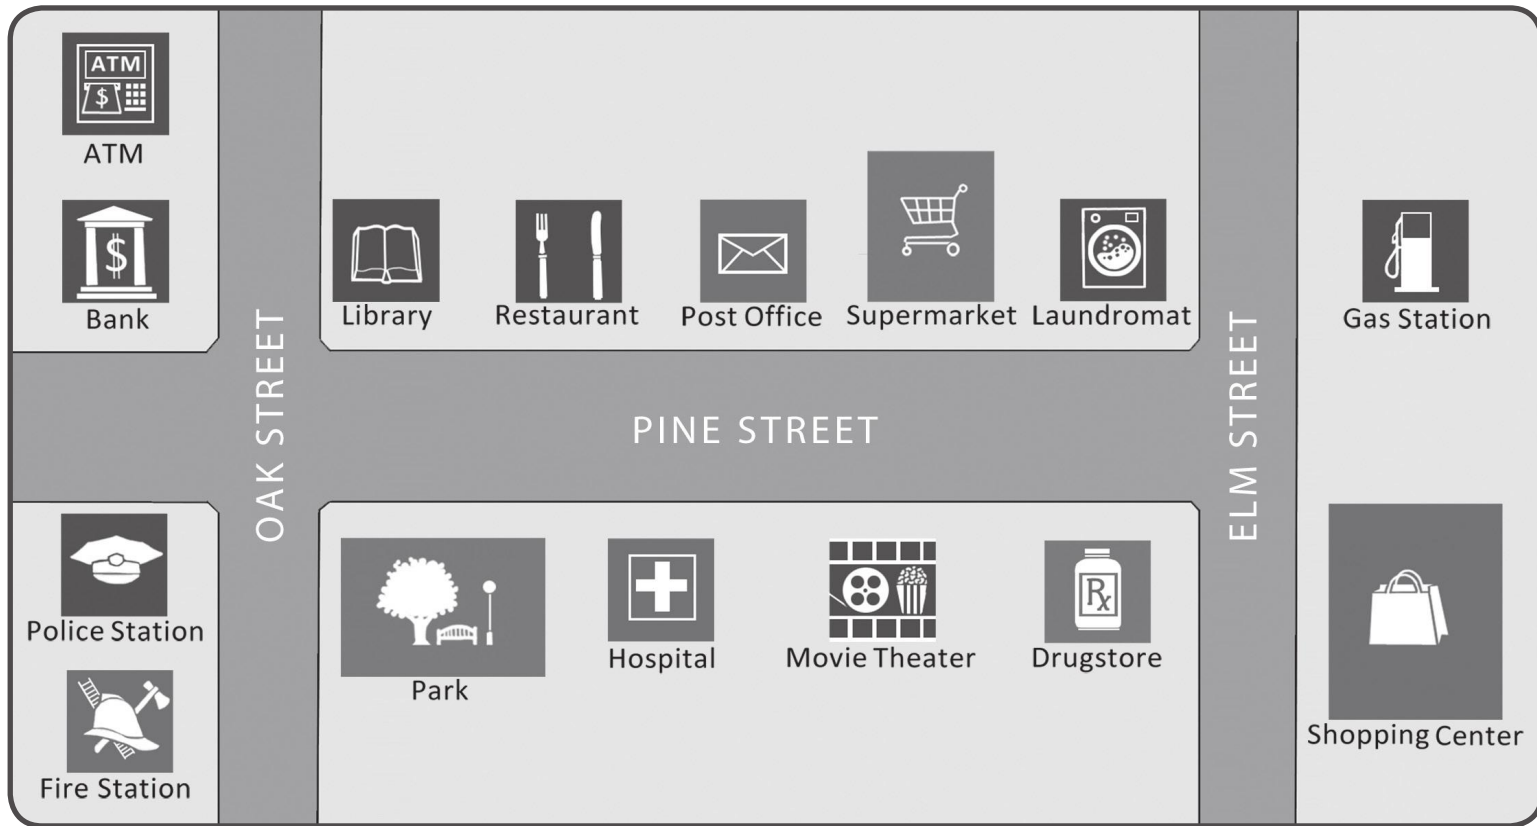 ATM
$
ATM
$
Bank
Library
Restaurant
Post Office
Supermarket
Laundromat
Gas Station
OAK STREET
PINE STREET
ELM STREET
Police Station
Fire Station
Park
Hospital
Movie Theater
Rx
Drugstore
Shopping Center